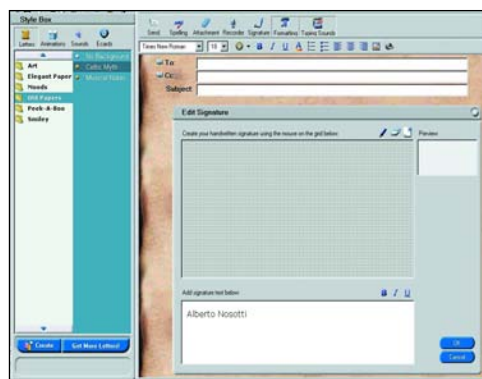 Style Box
Letters Animations Sounds Ecards
Art
Elegant Paper
Moods
Old Papers
Peek-A-Boo
Smiley
No Background
Celtic Myth
Musical Notes
Create
Get More Letters!
Send Spelling Attachment Recorder Signature Formatting Typing Sounds
Times New Roman 18 B I U A
To:
Cc:
Subject
Edit Signature
Create your handwritten signature using the mouse on the grid below.
Preview
Add signature text below
B I U
Alberto Nosotti
OK
Cancel